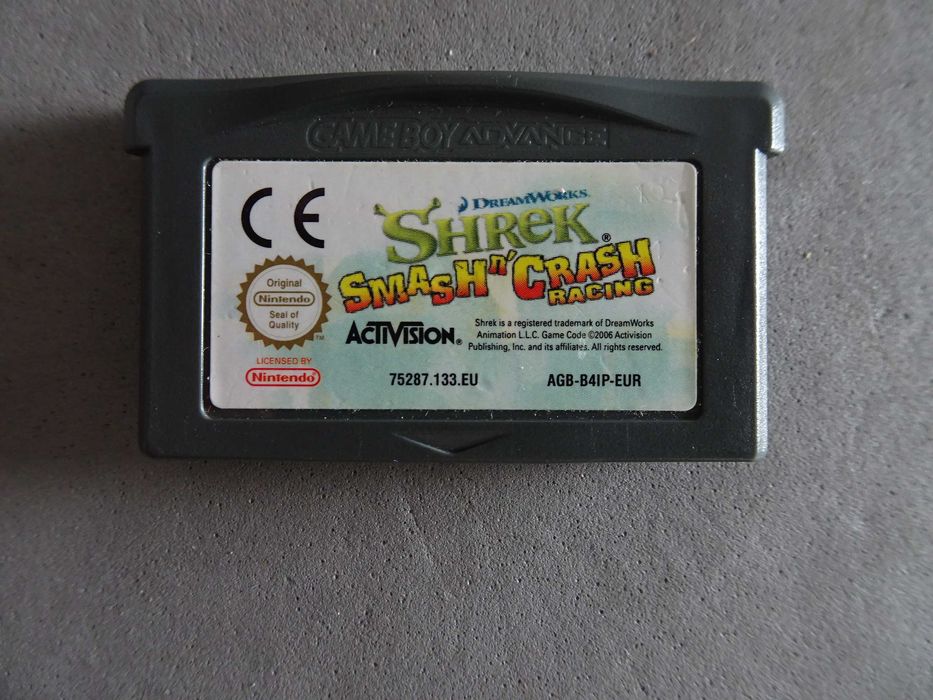 GAME BOY ADVANCE
CE
DREAMWORKS
SHREK®
SMASH n' CRASH
RACING
Original
Nintendo
Seal of
Quality
TM
LICENSED BY
Nintendo
ACTIVISION®
Shrek is a registered trademark of DreamWorks
Animation L.L.C. Game Code ©2006 Activision
Publishing, Inc. and its affiliates. All rights reserved.
75287.133.EU
AGB-B4IP-EUR